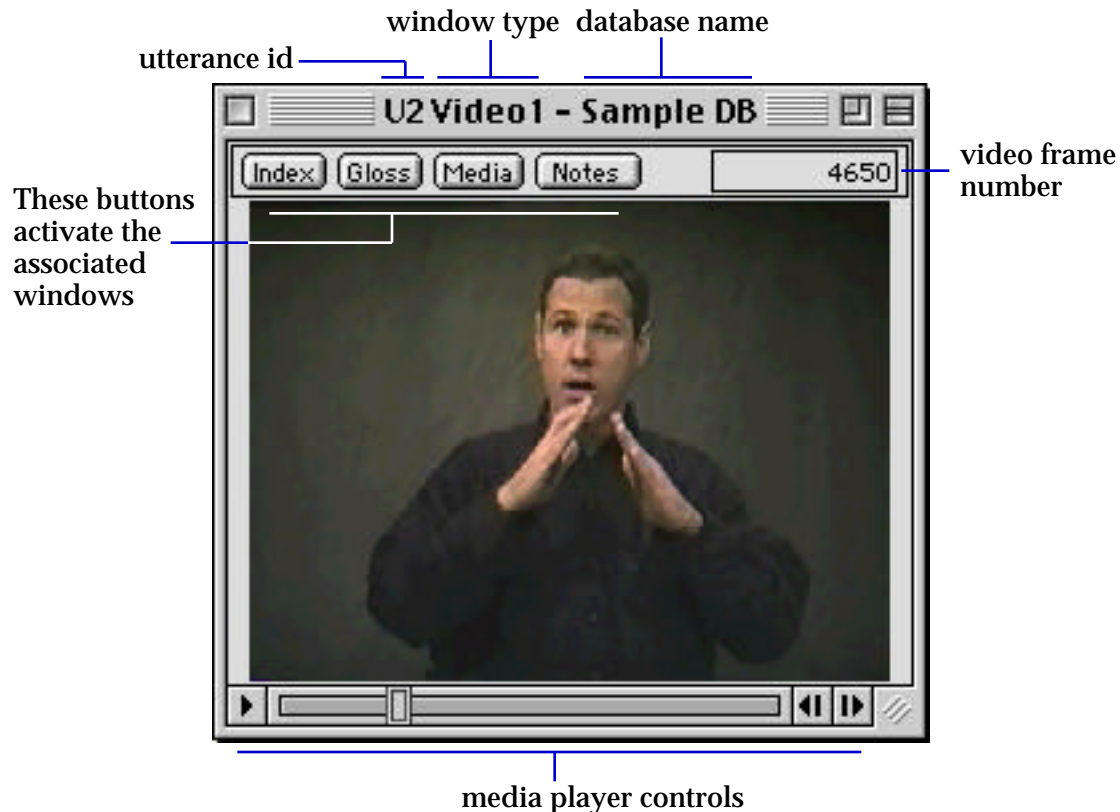 window type database name
utterance id
U2 Video1 - Sample DB
Index Gloss Media Notes 4650
video frame
number
These buttons
activate the
associated
windows
media player controls